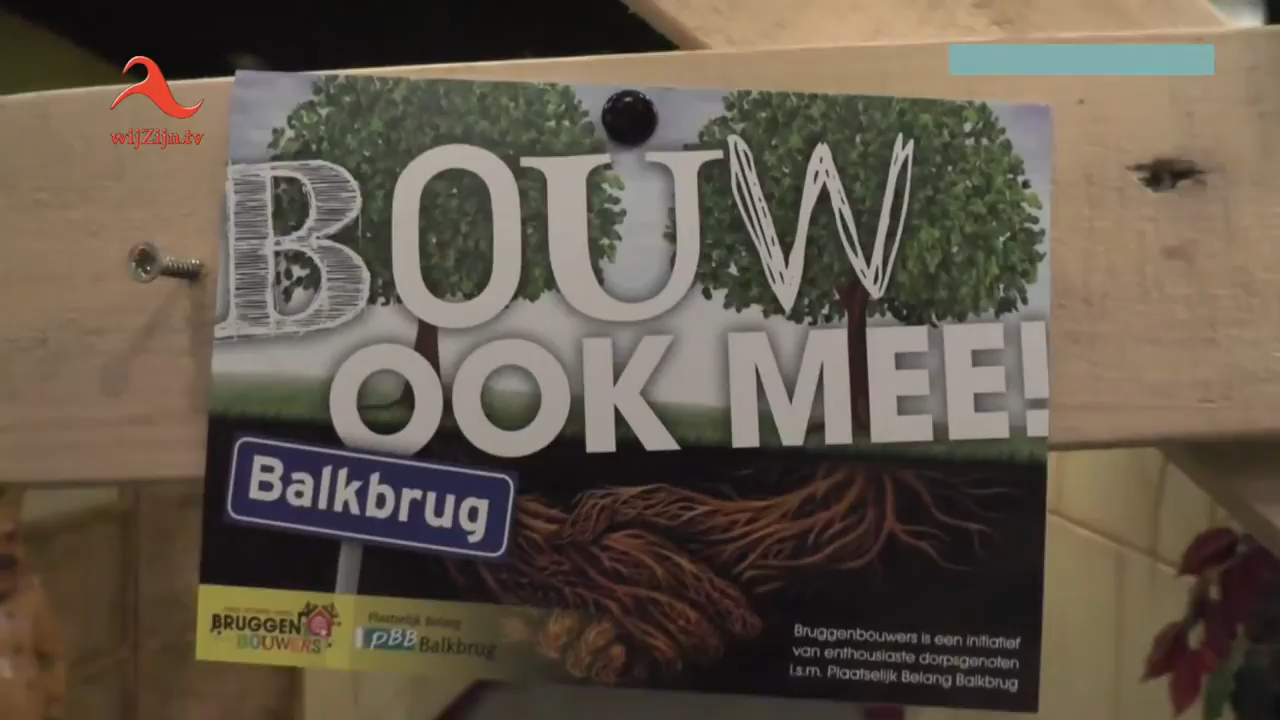 wijZijn.tv
BOUW
OOK MEE!
Balkbrug
BRUGGEN
BOUWERS
Plaatselijk Belang
pBB Balkbrug
Bruggenbouwers is een initiatief
van enthousiaste dorpsgenoten
i.s.m. Plaatselijk Belang Balkbrug